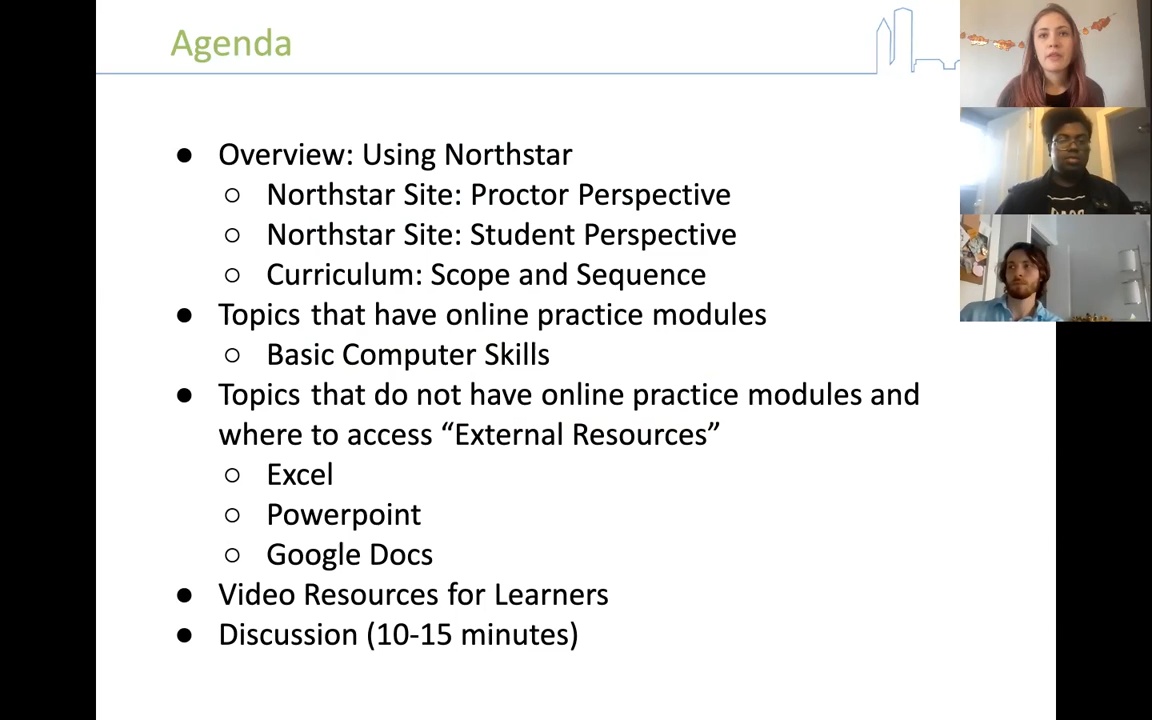 Agenda
● Overview: Using Northstar
○ Northstar Site: Proctor Perspective
○ Northstar Site: Student Perspective
○ Curriculum: Scope and Sequence
● Topics that have online practice modules
○ Basic Computer Skills
● Topics that do not have online practice modules and
where to access “External Resources”
○ Excel
○ Powerpoint
○ Google Docs
● Video Resources for Learners
● Discussion (10-15 minutes)